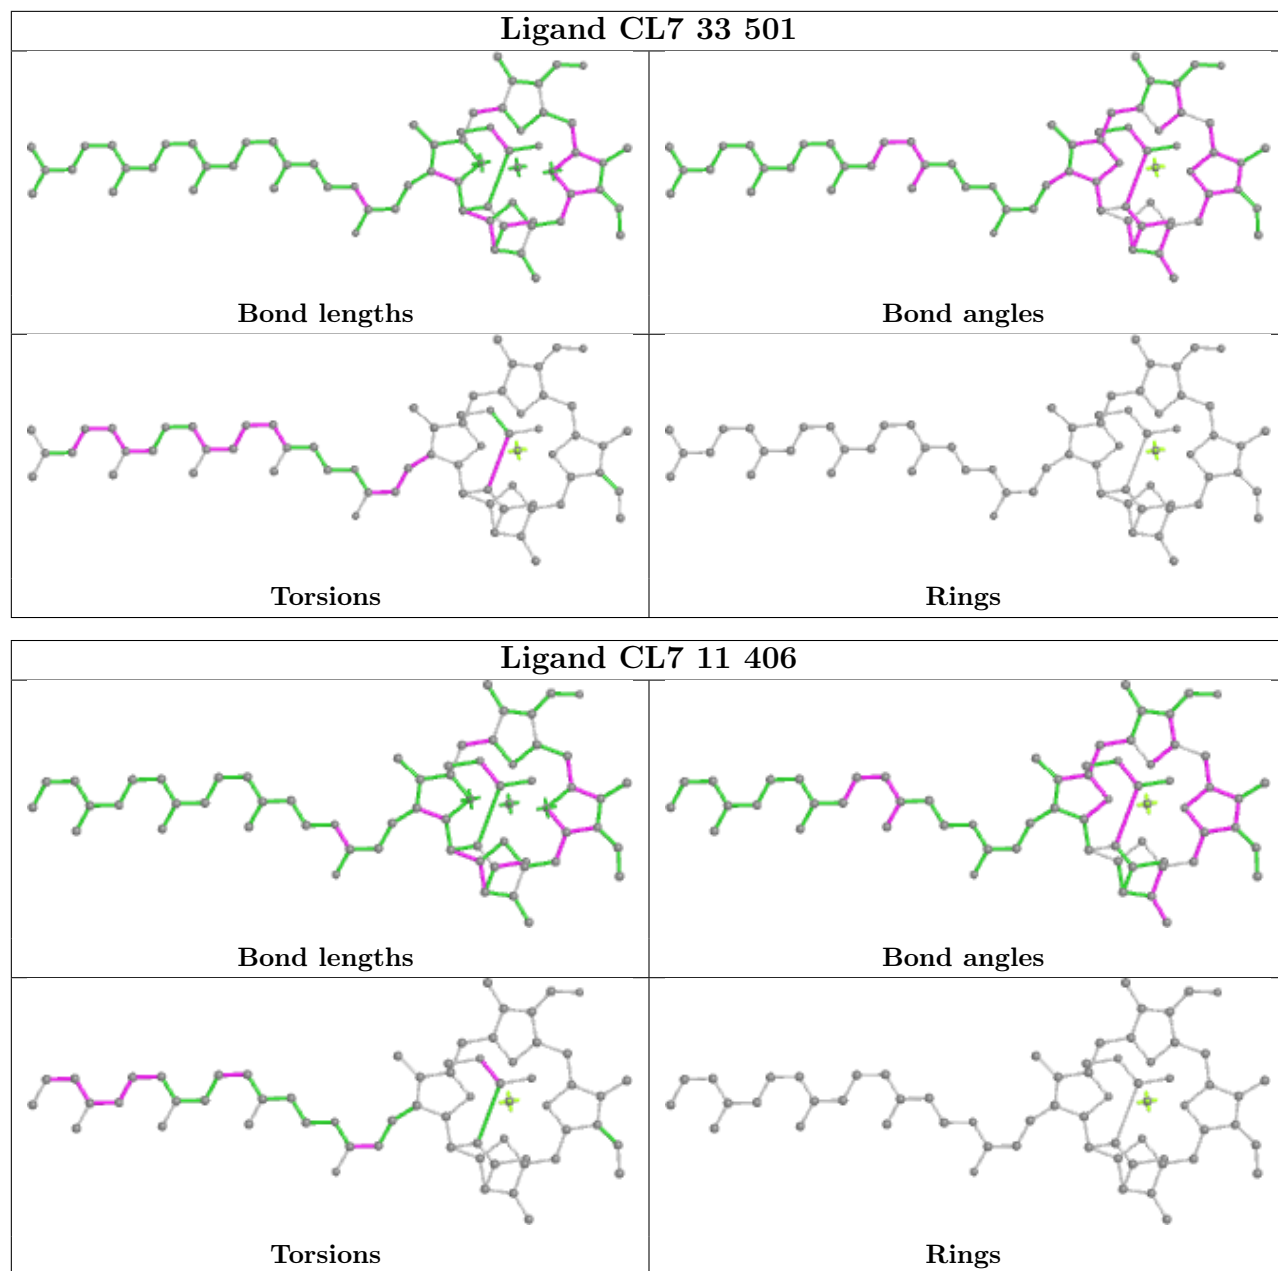 Ligand CL7 33 501
Bond lengths
Bond angles
Torsions
Rings
Ligand CL7 11 406
Bond lengths
Bond angles
Torsions
Rings